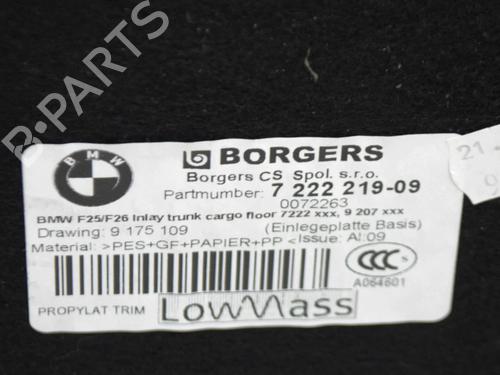 B-PARTS
BMW
BORGERS
Borgers CS Spol. s.r.o.
Partnumber: 7 222 219-09
0072263
BMW F25/F26 Inlay trunk cargo floor 7222 xxx, 9 207 xxx
Drawing: 9 175 109 (Einlegeplatte Basis)
Material: >PES+GF+PAPIER+PP< Issue: AI:09
CCC
A064601
PROPYLAT TRIM LowMass
21